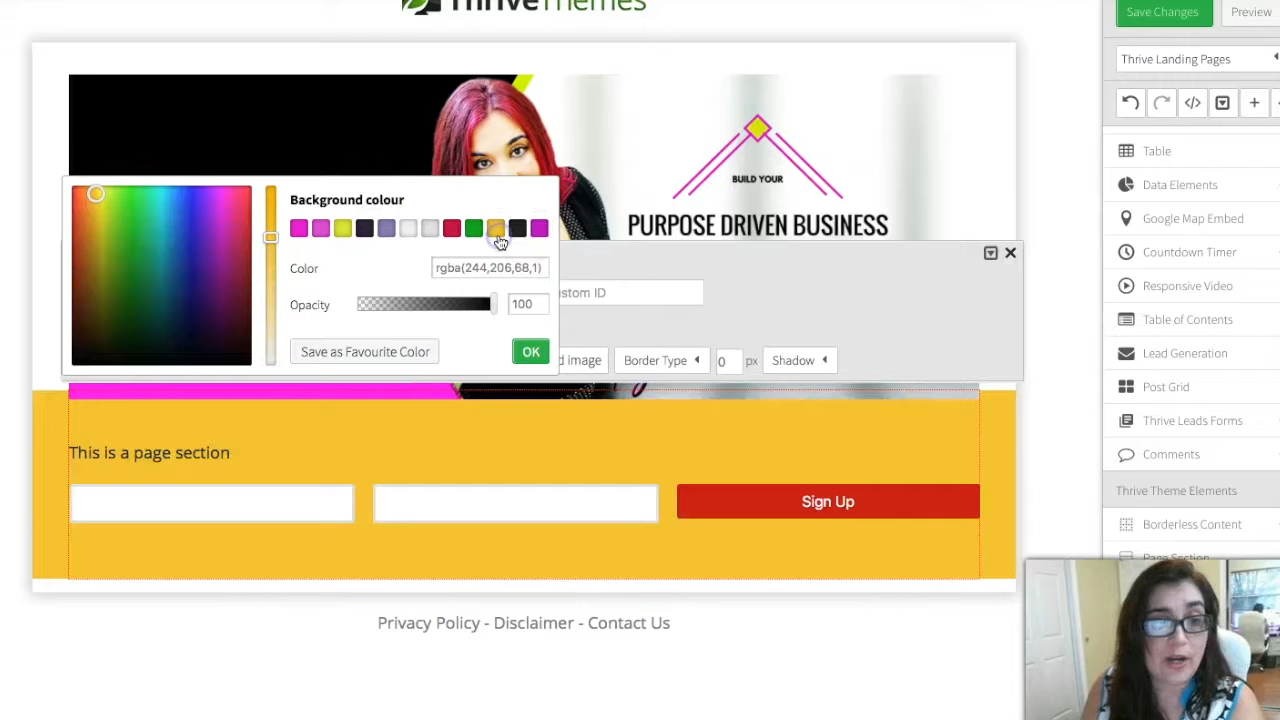 ThriveThemes
Save Changes
Preview
Thrive Landing Pages
BUILD YOUR
PURPOSE DRIVEN BUSINESS
Background colour
Color
rgba(244,206,68,1)
Opacity
100
Save as Favourite Color
OK
stom ID
d image
Border Type
0
px
Shadow
This is a page section
Sign Up
Privacy Policy - Disclaimer - Contact Us
Table
Data Elements
Google Map Embed
Countdown Timer
Responsive Video
Table of Contents
Lead Generation
Post Grid
Thrive Leads Forms
Comments
Thrive Theme Elements
Borderless Content
Page Section